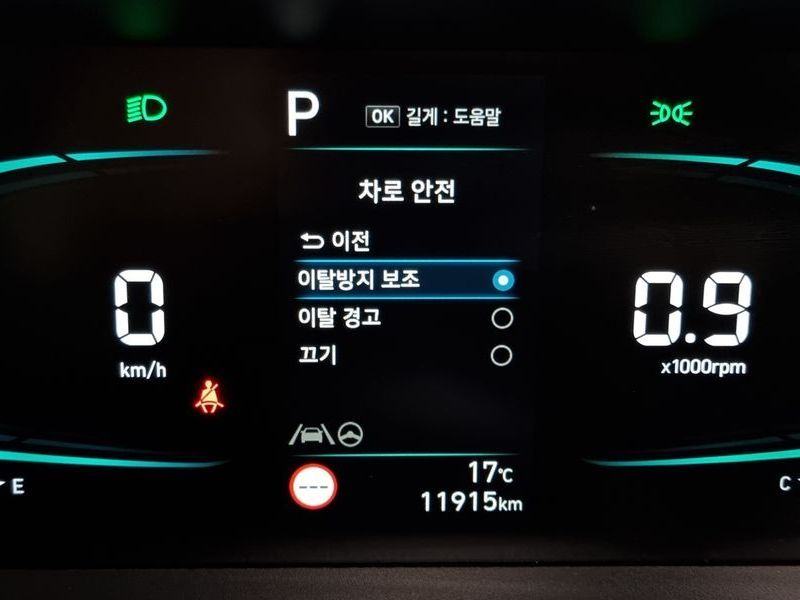 P
OK 길게 : 도움말
차로 안전
이전
이탈방지 보조
이탈 경고
끄기
0
km/h
0.9
x1000rpm
---
17℃
11915km
E
C